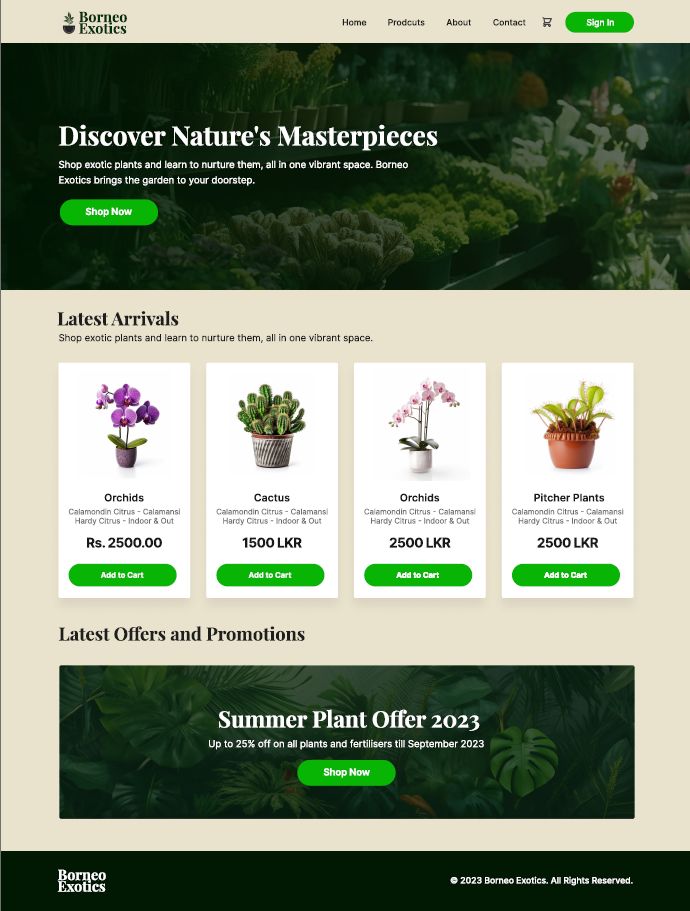 Borneo
Exotics
Home Prodcuts About Contact Sign In
Discover Nature's Masterpieces
Shop exotic plants and learn to nurture them, all in one vibrant space. Borneo
Exotics brings the garden to your doorstep.
Shop Now
Latest Arrivals
Shop exotic plants and learn to nurture them, all in one vibrant space.
Orchids
Calamondin Citrus - Calamansi
Hardy Citrus - Indoor & Out
Rs. 2500.00
Add to Cart
Cactus
Calamondin Citrus - Calamansi
Hardy Citrus - Indoor & Out
1500 LKR
Add to Cart
Orchids
Calamondin Citrus - Calamansi
Hardy Citrus - Indoor & Out
2500 LKR
Add to Cart
Pitcher Plants
Calamondin Citrus - Calamansi
Hardy Citrus - Indoor & Out
2500 LKR
Add to Cart
Latest Offers and Promotions
Summer Plant Offer 2023
Up to 25% off on all plants and fertilisers till September 2023
Shop Now
Borneo
Exotics
© 2023 Borneo Exotics. All Rights Reserved.